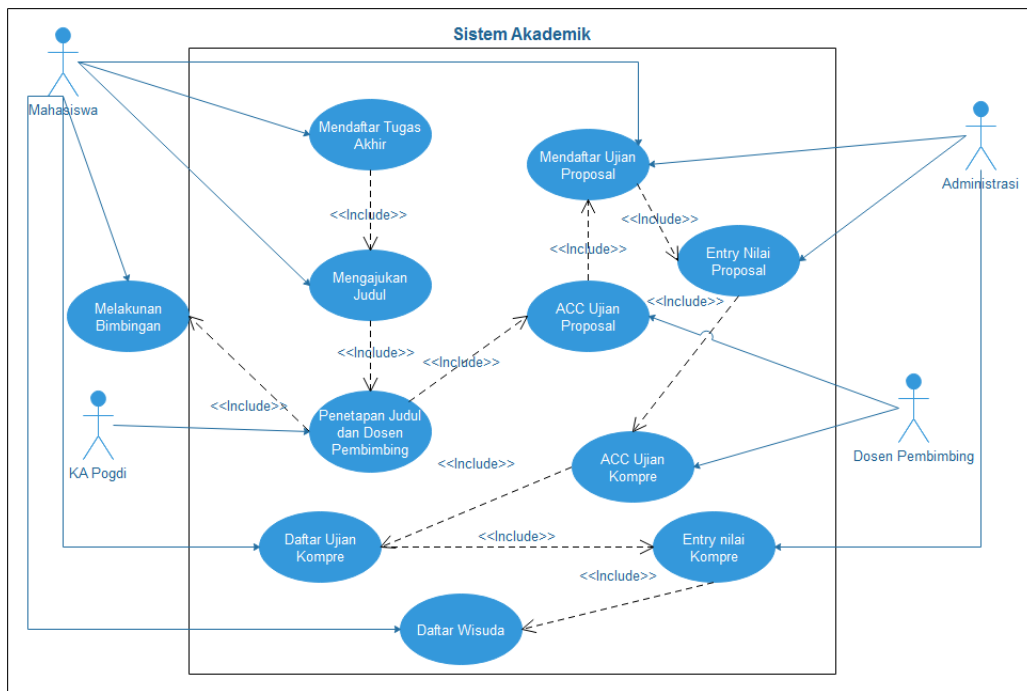 Sistem Akademik
Mahasiswa
Mendaftar Tugas
Akhir
Mendaftar Ujian
Proposal
Administrasi
<<Include>>
<<Include>>
<<Include>>
Entry Nilai
Proposal
Mengajukan
Judul
Melakunan
Bimbingan
ACC Ujian
Proposal
<<Include>>
<<Include>>
<<Include>>
<<Include>>
Penetapan Judul
dan Dosen
Pembimbing
KA Pogdi
ACC Ujian
Kompre
Dosen Pembimbing
<<Include>>
Daftar Ujian
Kompre
<<Include>>
Entry nilai
Kompre
<<Include>>
Daftar Wisuda